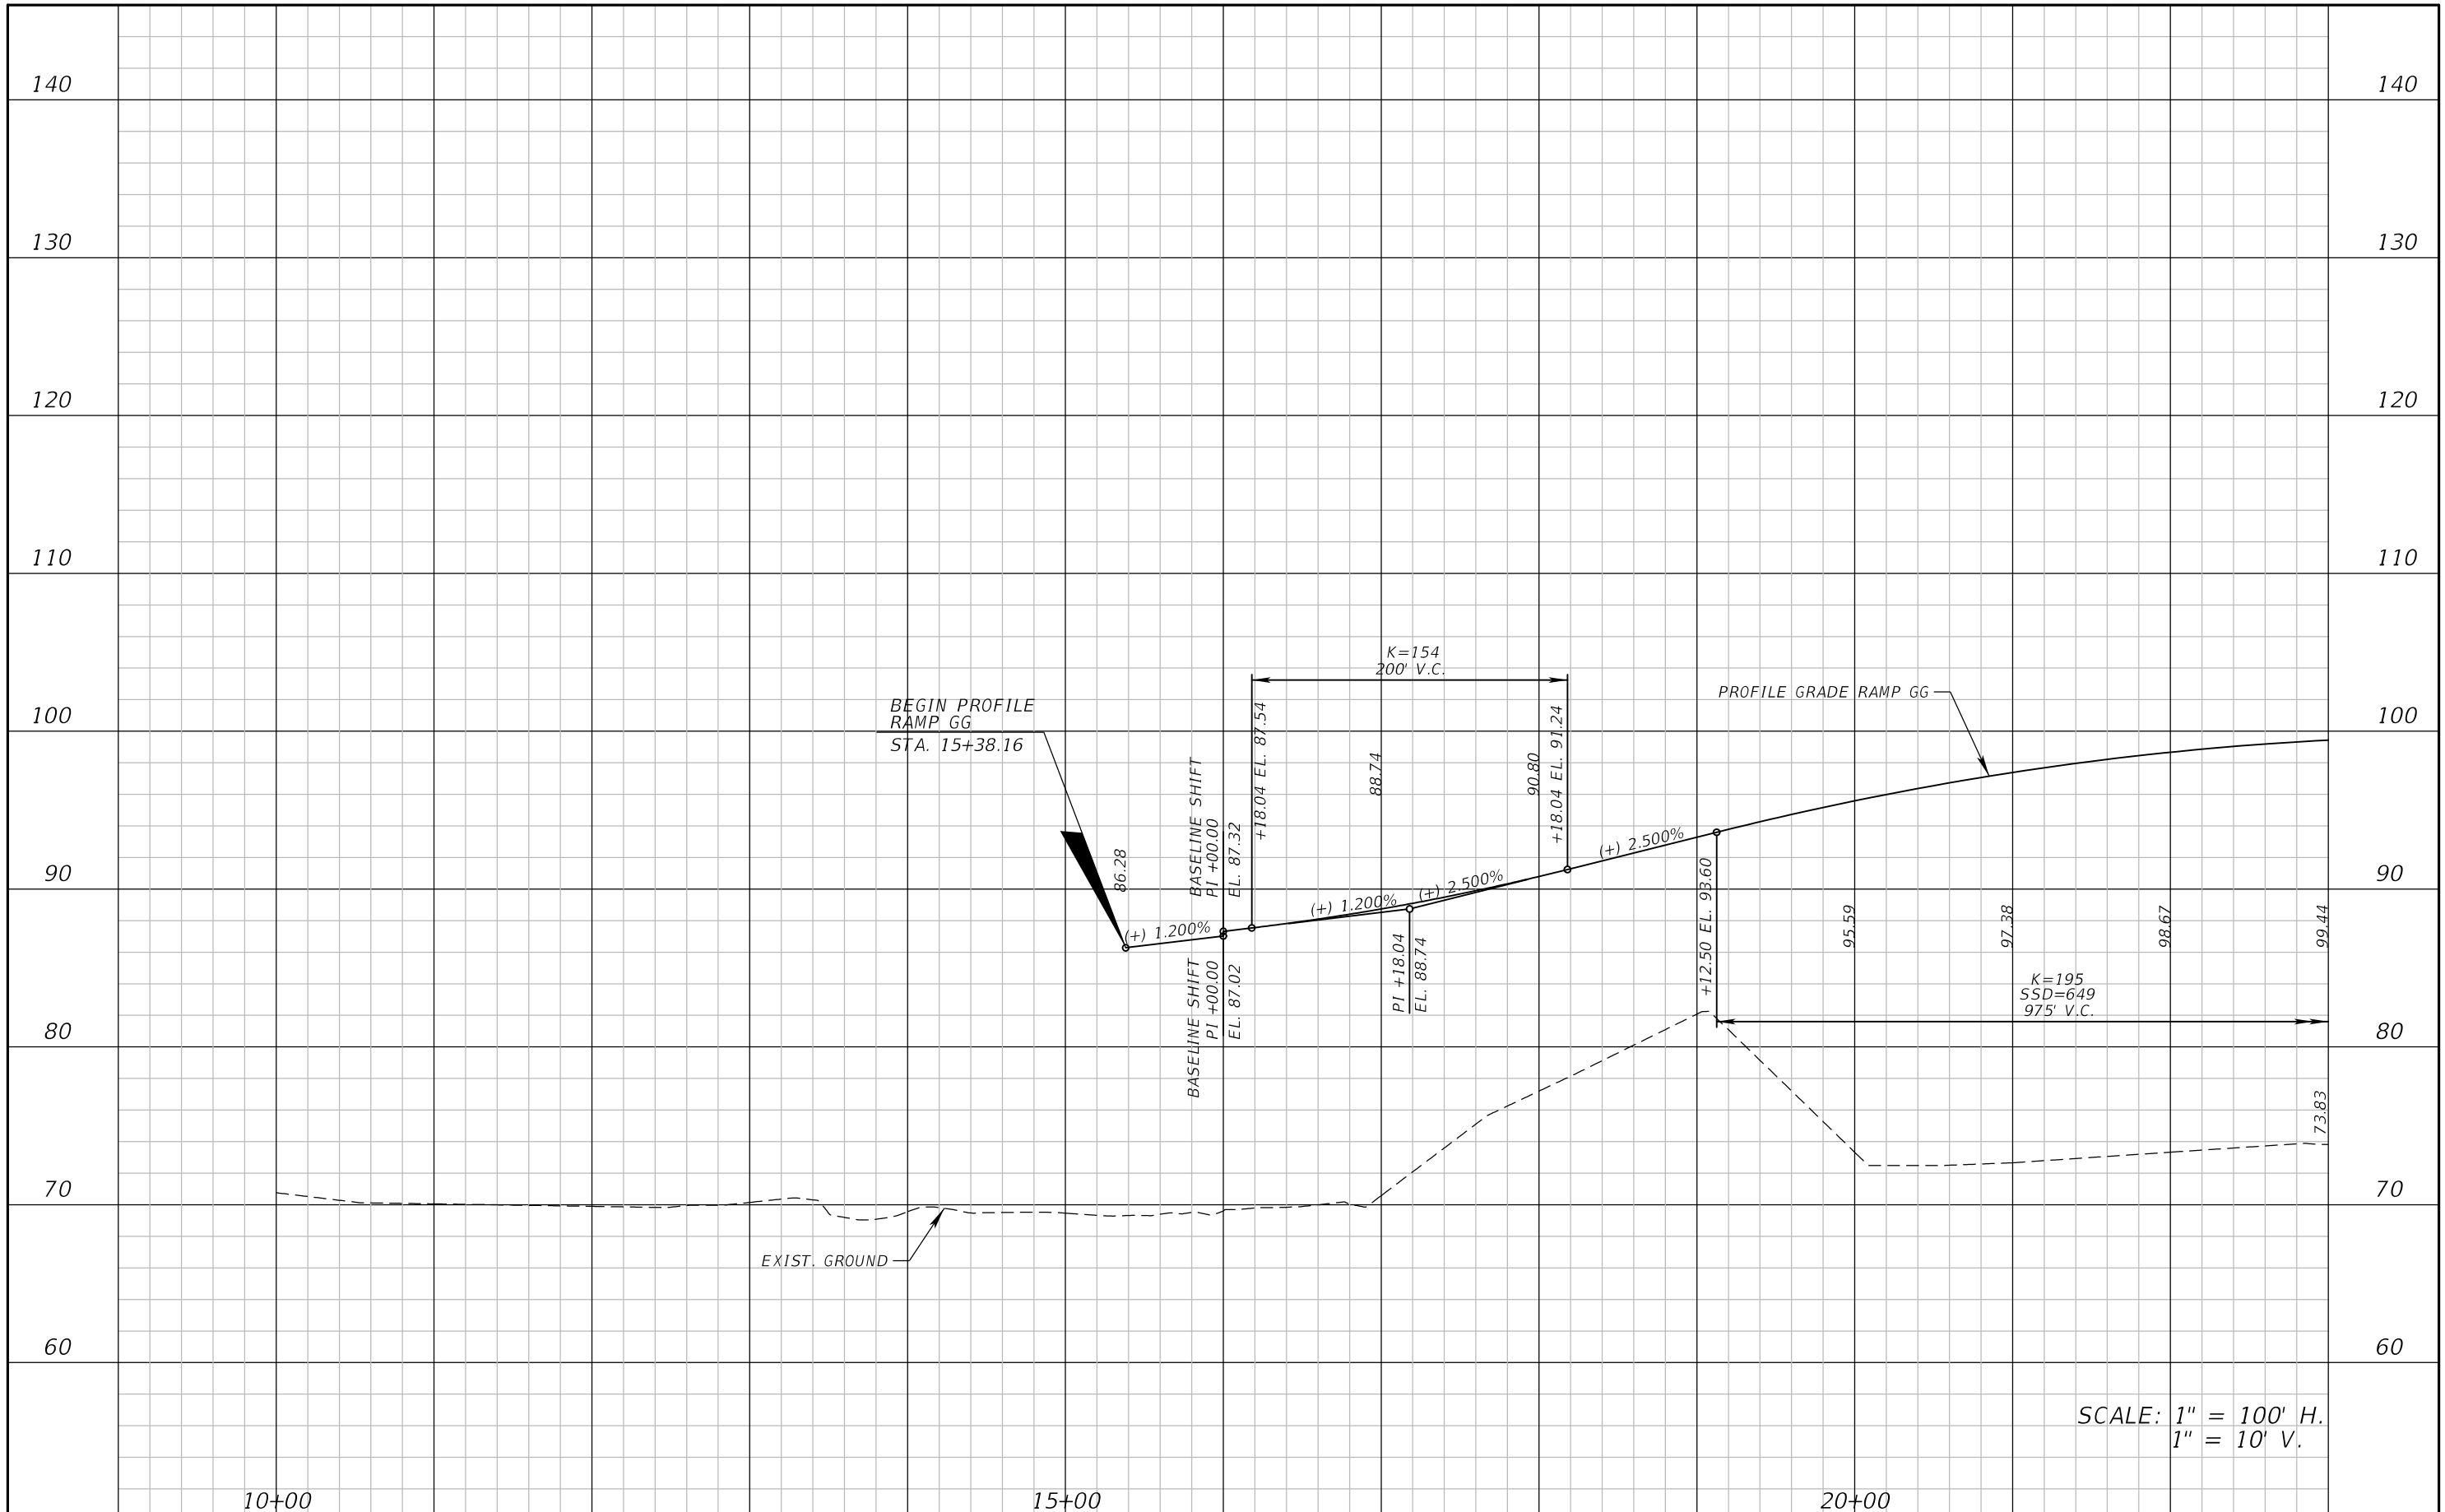 140
140
130
130
120
120
110
110
K=154
200' V.C.
PROFILE GRADE RAMP GG
BEGIN PROFILE
RAMP GG
STA. 15+38.16
100
100
86.28
BASELINE SHIFT
PI +00.00
EL. 87.32
+18.04 EL. 87.54
88.74
90.80
+18.04 EL. 91.24
90
90
(+) 1.200%
(+) 1.200%
(+) 2.500%
(+) 2.500%
BASELINE SHIFT
PI +00.00
EL. 87.02
PI +18.04
EL. 88.74
+12.50 EL. 93.60
95.59
97.38
98.67
99.44
K=195
SSD=649
975' V.C.
80
80
73.83
70
70
EXIST. GROUND
60
60
SCALE: 1" = 100' H.
1" = 10' V.
10+00
15+00
20+00